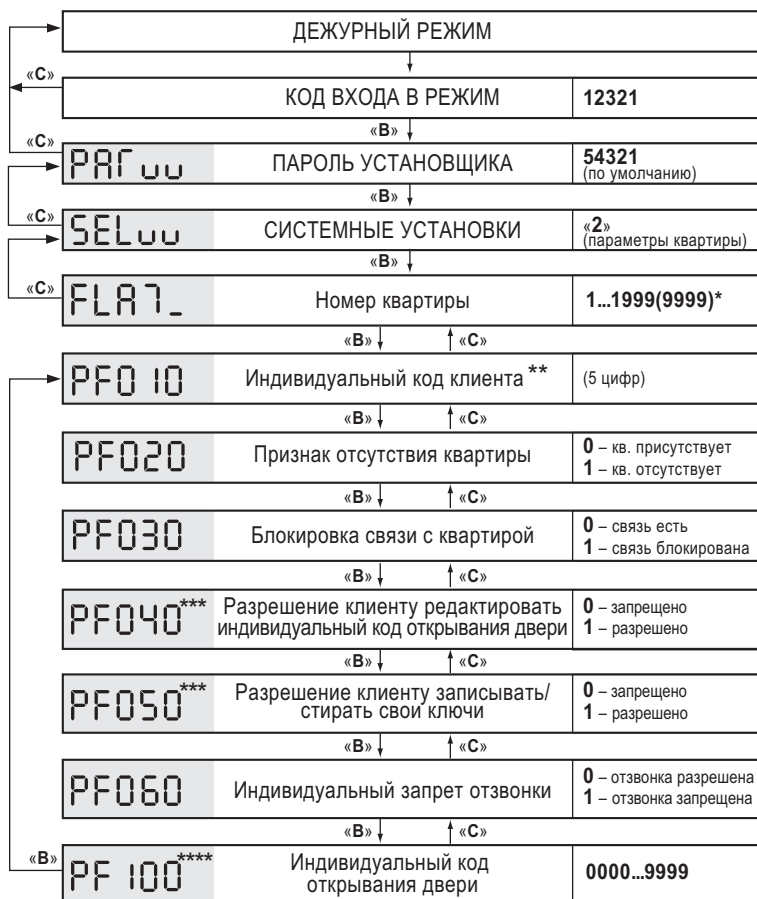 ДЕЖУРНЫЙ РЕЖИМ
«С»
КОД ВХОДА В РЕЖИМ 12321
«В»
«С»
PAГuu ПАРОЛЬ УСТАНОВЩИКА 54321
(по умолчанию)
«В»
«С»
SELuu СИСТЕМНЫЕ УСТАНОВКИ «2»
(параметры квартиры)
«В»
«С»
FLA7_ Номер квартиры 1...1999(9999)*
«В» «С»
PF010 Индивидуальный код клиента** (5 цифр)
«В» «С»
PF020 Признак отсутствия квартиры 0 – кв. присутствует
1 – кв. отсутствует
«В» «С»
PF030 Блокировка связи с квартирой 0 – связь есть
1 – связь блокирована
«В» «С»
PF040*** Разрешение клиенту редактировать 0 – запрещено
индивидуальный код открывания двери 1 – разрешено
«В» «С»
PF050*** Разрешение клиенту записывать/ 0 – запрещено
стирать свои ключи 1 – разрешено
«В» «С»
PF060 Индивидуальный запрет отзвонки 0 – отзвонка разрешена
1 – отзвонка запрещена
«В» «С»
«В»
PF100**** Индивидуальный код
открывания двери 0000...9999